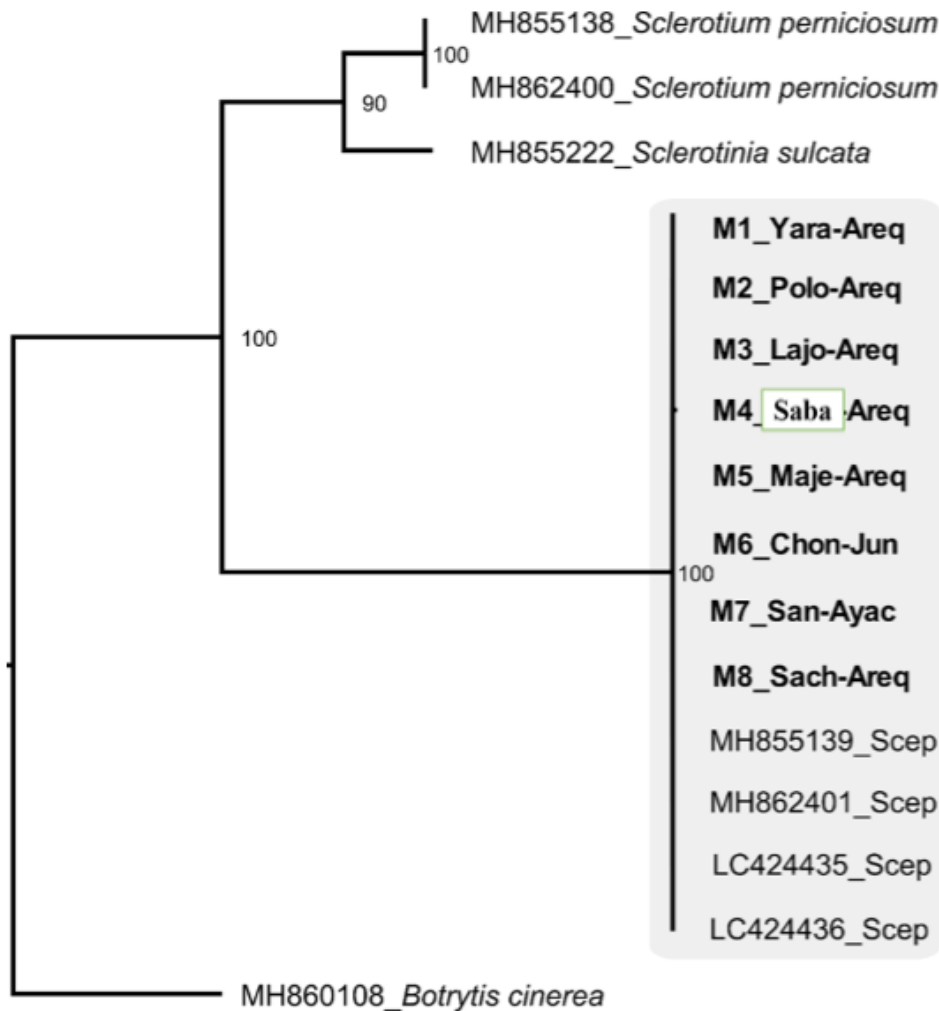 MH855138_Sclerotium perniciosum
100
MH862400_Sclerotium perniciosum
90
MH855222_Sclerotinia sulcata
M1_Yara-Areq
M2_Polo-Areq
100
M3_Lajo-Areq
M4_Saba-Areq
M5_Maje-Areq
M6_Chon-Jun
100
M7_San-Ayac
M8_Sach-Areq
MH855139_Scep
MH862401_Scep
LC424435_Scep
LC424436_Scep
MH860108_Botrytis cinerea